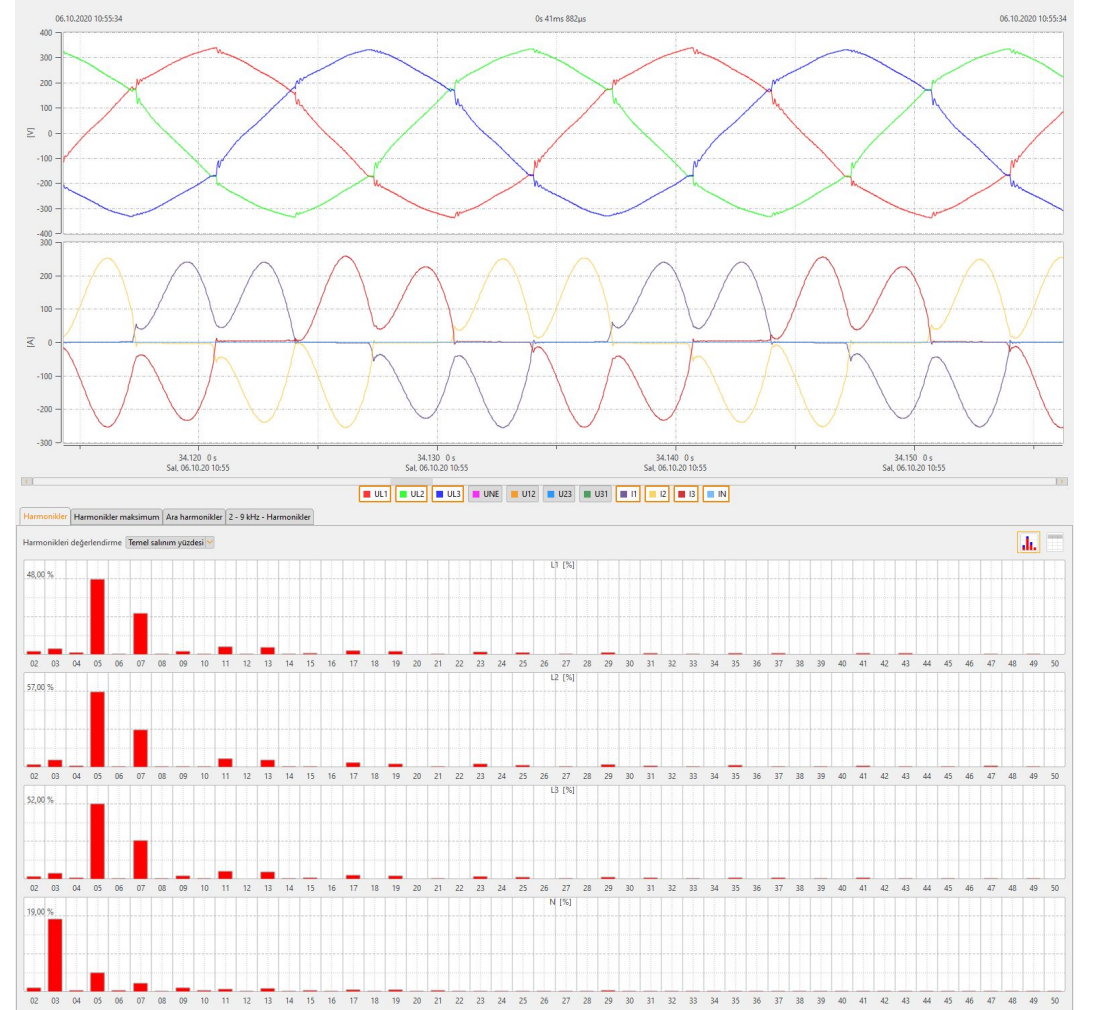 06.10.2020 10:55:34 0s 41ms 882µs 06.10.2020 10:55:34
400
300
200
100
[V] 0
-100
-200
-300
-400
300
200
100
[A] 0
-100
-200
-300
34.120 0 s 34.130 0 s 34.140 0 s 34.150 0 s
Sal, 06.10.20 10:55 Sal, 06.10.20 10:55 Sal, 06.10.20 10:55 Sal, 06.10.20 10:55
UL1 UL2 UL3 UNE U12 U23 U31 I1 I2 I3 IN
Harmonikler Harmonikler maksimum Ara harmonikler 2 - 9 kHz - Harmonikler
Harmonikleri değerlendirme Temel salınım yüzdesi
L1 [%]
48,00 %
02 03 04 05 06 07 08 09 10 11 12 13 14 15 16 17 18 19 20 21 22 23 24 25 26 27 28 29 30 31 32 33 34 35 36 37 38 39 40 41 42 43 44 45 46 47 48 49 50
L2 [%]
57,00 %
02 03 04 05 06 07 08 09 10 11 12 13 14 15 16 17 18 19 20 21 22 23 24 25 26 27 28 29 30 31 32 33 34 35 36 37 38 39 40 41 42 43 44 45 46 47 48 49 50
L3 [%]
52,00 %
02 03 04 05 06 07 08 09 10 11 12 13 14 15 16 17 18 19 20 21 22 23 24 25 26 27 28 29 30 31 32 33 34 35 36 37 38 39 40 41 42 43 44 45 46 47 48 49 50
N [%]
19,00 %
02 03 04 05 06 07 08 09 10 11 12 13 14 15 16 17 18 19 20 21 22 23 24 25 26 27 28 29 30 31 32 33 34 35 36 37 38 39 40 41 42 43 44 45 46 47 48 49 50